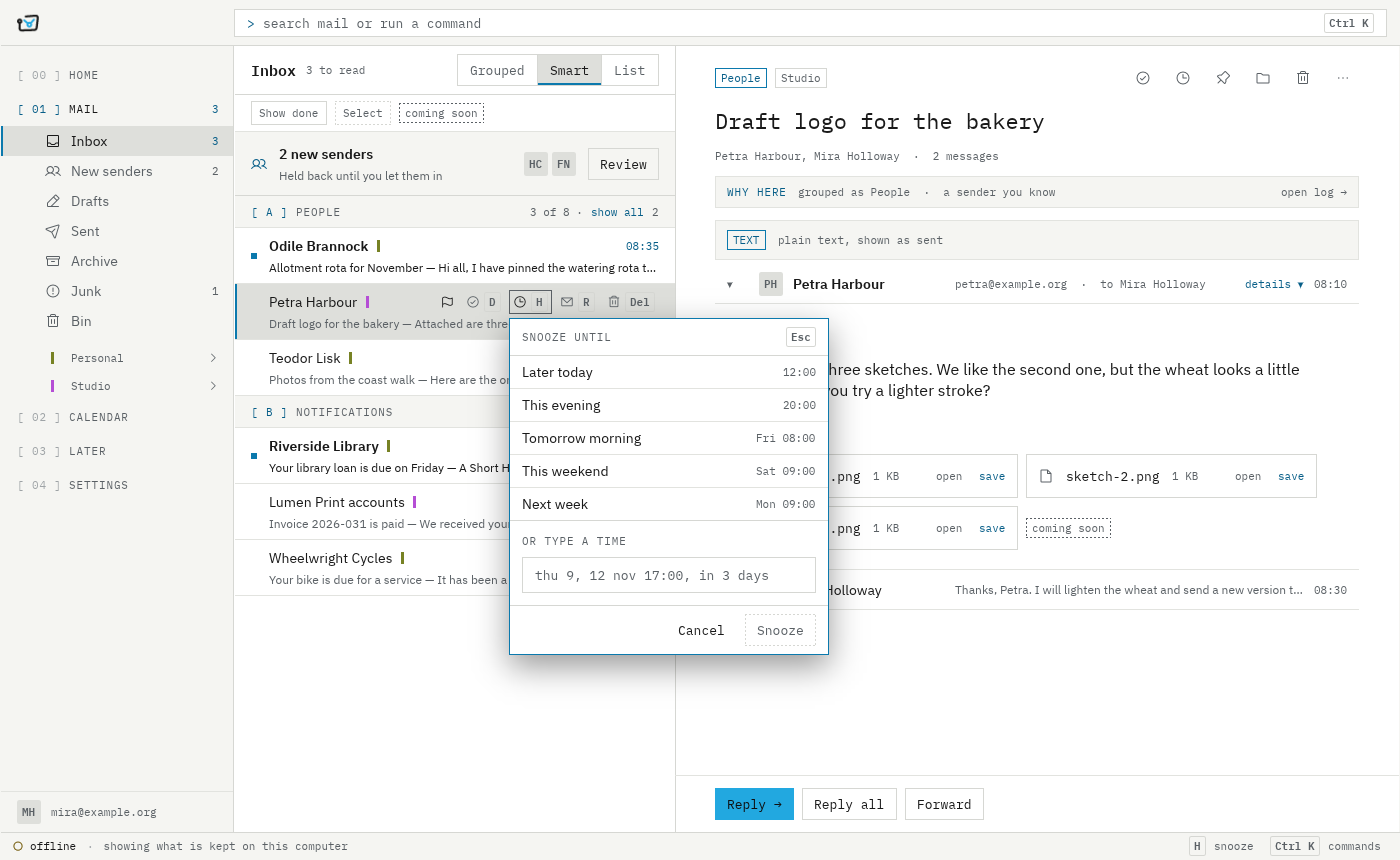 > search mail or run a command Ctrl K
[ 00 ] HOME
[ 01 ] MAIL 3
Inbox 3
New senders 2
Drafts
Sent
Archive
Junk 1
Bin
Personal
Studio
[ 02 ] CALENDAR
[ 03 ] LATER
[ 04 ] SETTINGS
MH mira@example.org
Inbox 3 to read Grouped Smart List
Show done Select coming soon
2 new senders
Held back until you let them in
HC FN Review
[ A ] PEOPLE 3 of 8 · show all 2
Odile Brannock 08:35
Allotment rota for November — Hi all, I have pinned the watering rota t…
Petra Harbour D H R Del
Draft logo for the bakery — Attached are thre
Teodor Lisk
Photos from the coast walk — Here are the
[ B ] NOTIFICATIONS
Riverside Library
Your library loan is due on Friday — A Short H
Lumen Print accounts
Invoice 2026-031 is paid — We received your
Wheelwright Cycles
Your bike is due for a service — It has been a
SNOOZE UNTIL Esc
Later today 12:00
This evening 20:00
Tomorrow morning Fri 08:00
This weekend Sat 09:00
Next week Mon 09:00
OR TYPE A TIME
thu 9, 12 nov 17:00, in 3 days
Cancel Snooze
People Studio ···
Draft logo for the bakery
Petra Harbour, Mira Holloway · 2 messages
WHY HERE grouped as People · a sender you know open log →
TEXT plain text, shown as sent
▼ PH Petra Harbour petra@example.org · to Mira Holloway details ▼ 08:10
hree sketches. We like the second one, but the wheat looks a little
you try a lighter stroke?
.png 1 KB open save
sketch-2.png 1 KB open save
.png 1 KB open save
coming soon
Holloway Thanks, Petra. I will lighten the wheat and send a new version t… 08:30
Reply → Reply all Forward
offline · showing what is kept on this computer H snooze Ctrl K commands